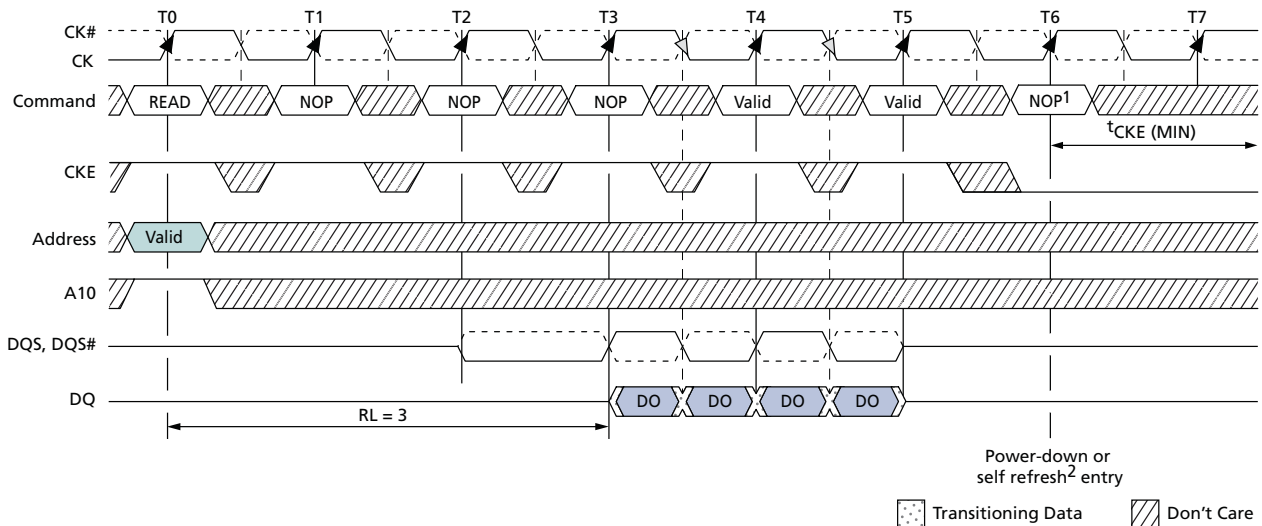 T0 T1 T2 T3 T4 T5 T6 T7
CK#
CK
Command READ NOP NOP NOP Valid Valid NOP1
tCKE (MIN)
CKE
Address Valid
A10
DQS, DQS#
DQ DO DO DO DO
RL = 3
Power-down or
self refresh2 entry
Transitioning Data Don't Care